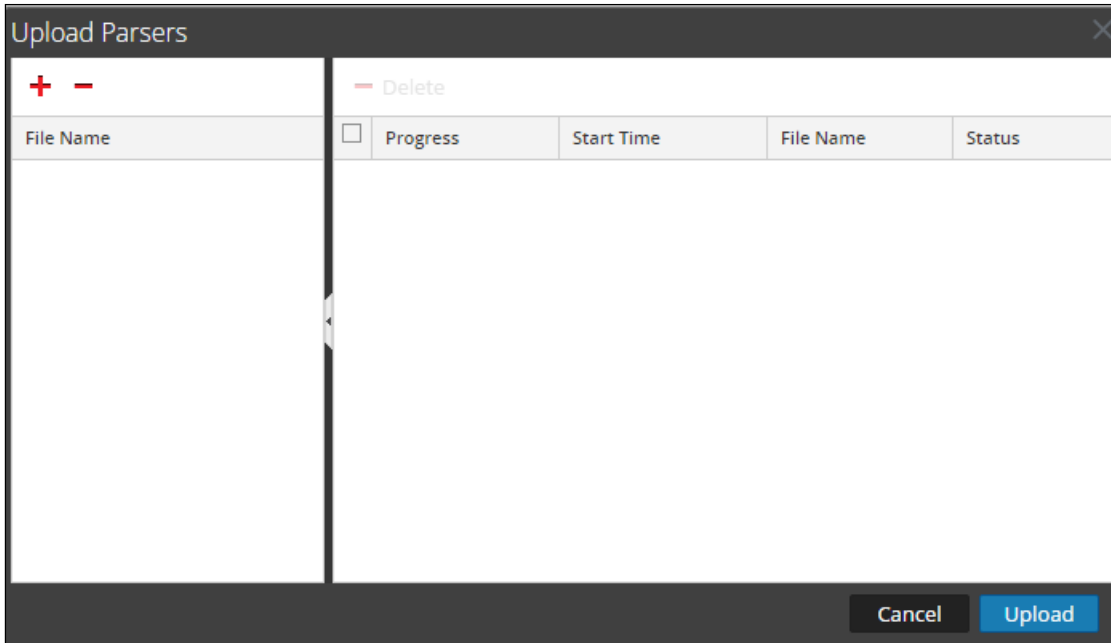 Upload Parsers
Delete
File Name
Progress Start Time File Name Status
Cancel Upload